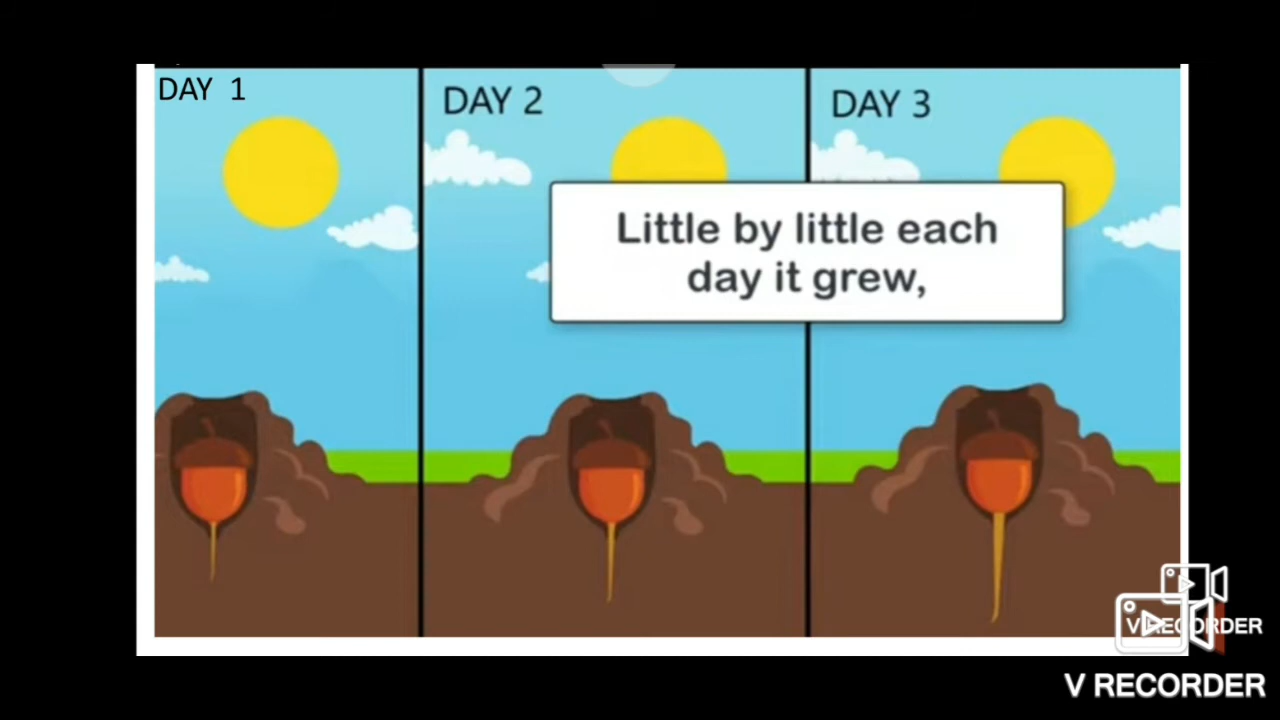 DAY 1
DAY 2
DAY 3
Little by little each
day it grew,
V RECORDER
V RECORDER